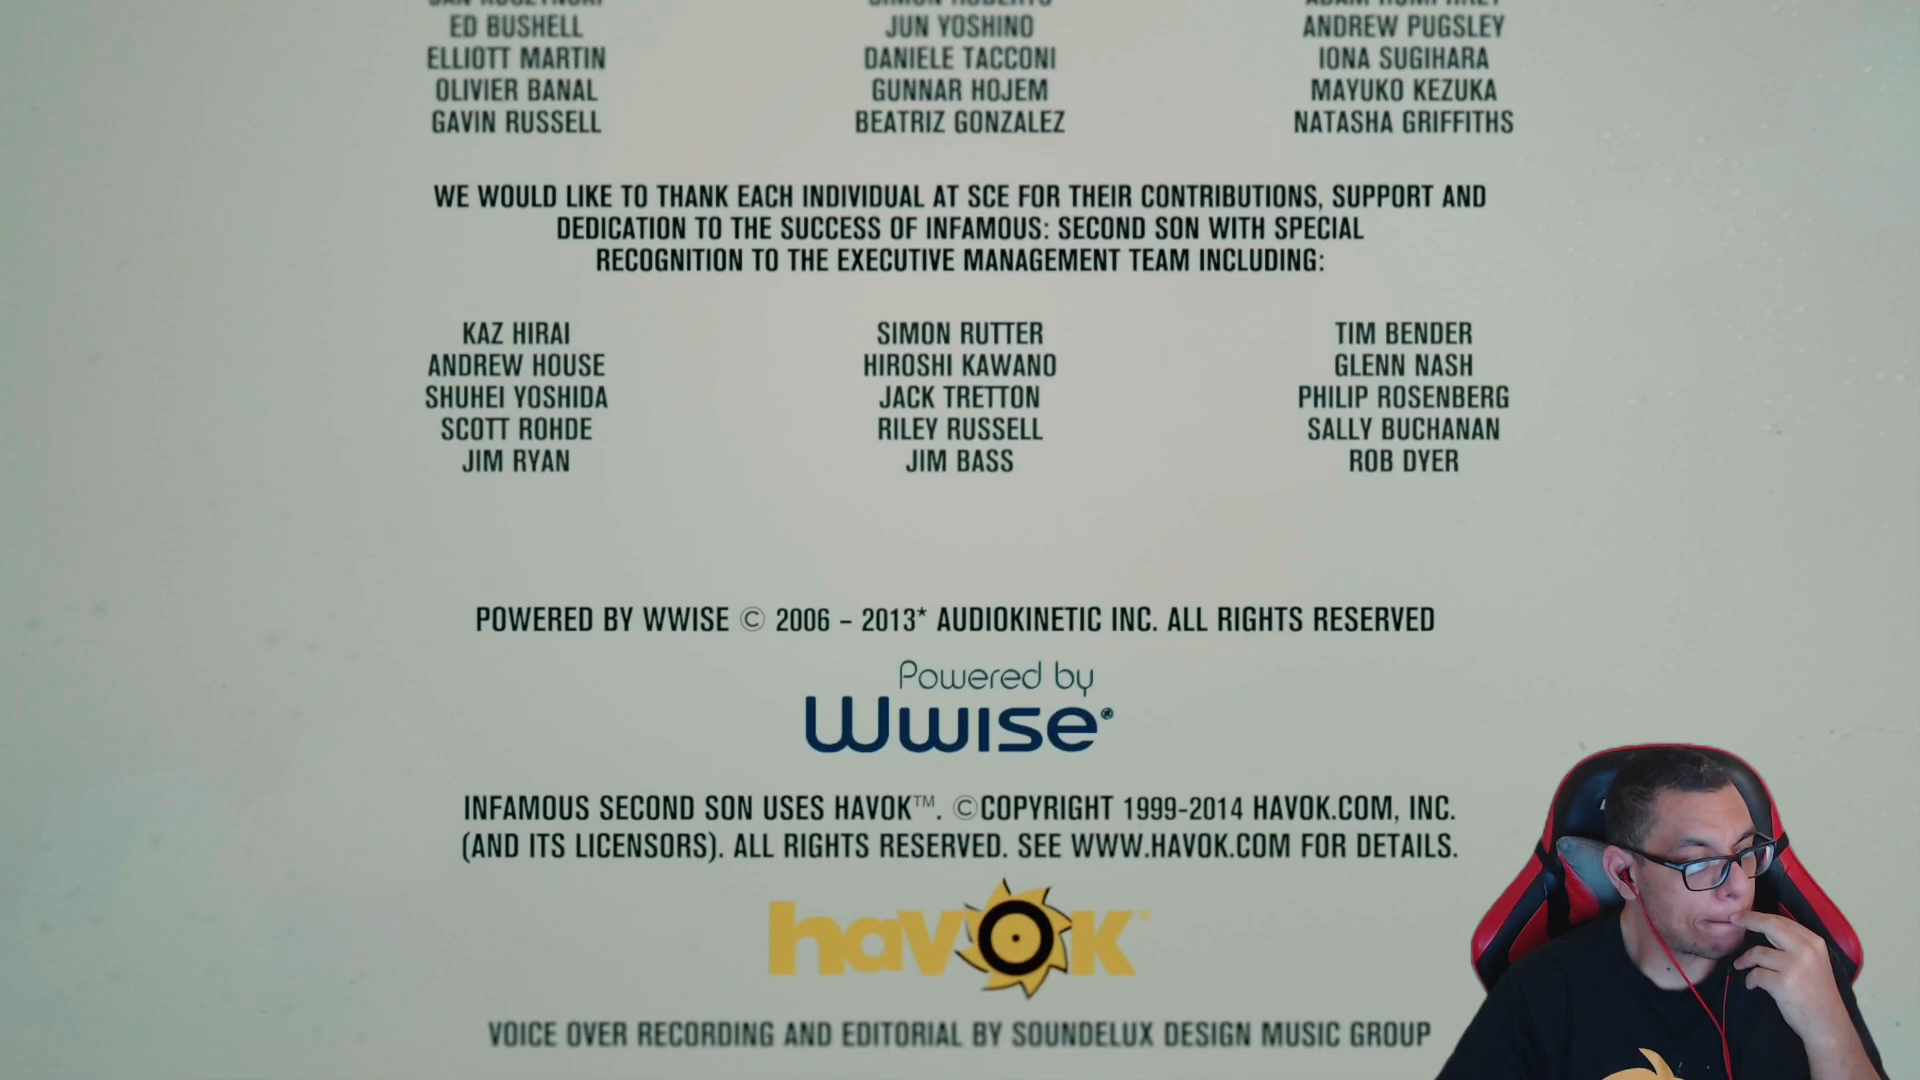 ED BUSHELL JUN YOSHINO ANDREW PUGSLEY
ELLIOTT MARTIN DANIELE TACCONI IONA SUGIHARA
OLIVIER BANAL GUNNAR HOJEM MAYUKO KEZUKA
GAVIN RUSSELL BEATRIZ GONZALEZ NATASHA GRIFFITHS
WE WOULD LIKE TO THANK EACH INDIVIDUAL AT SCE FOR THEIR CONTRIBUTIONS, SUPPORT AND
DEDICATION TO THE SUCCESS OF INFAMOUS: SECOND SON WITH SPECIAL
RECOGNITION TO THE EXECUTIVE MANAGEMENT TEAM INCLUDING:
KAZ HIRAI SIMON RUTTER TIM BENDER
ANDREW HOUSE HIROSHI KAWANO GLENN NASH
SHUHEI YOSHIDA JACK TRETTON PHILIP ROSENBERG
SCOTT ROHDE RILEY RUSSELL SALLY BUCHANAN
JIM RYAN JIM BASS ROB DYER
POWERED BY WWISE © 2006 – 2013* AUDIOKINETIC INC. ALL RIGHTS RESERVED
Powered by
Wwise
INFAMOUS SECOND SON USES HAVOK™. ©COPYRIGHT 1999-2014 HAVOK.COM, INC.
(AND ITS LICENSORS). ALL RIGHTS RESERVED. SEE WWW.HAVOK.COM FOR DETAILS.
havok
VOICE OVER RECORDING AND EDITORIAL BY SOUNDELUX DESIGN MUSIC GROUP